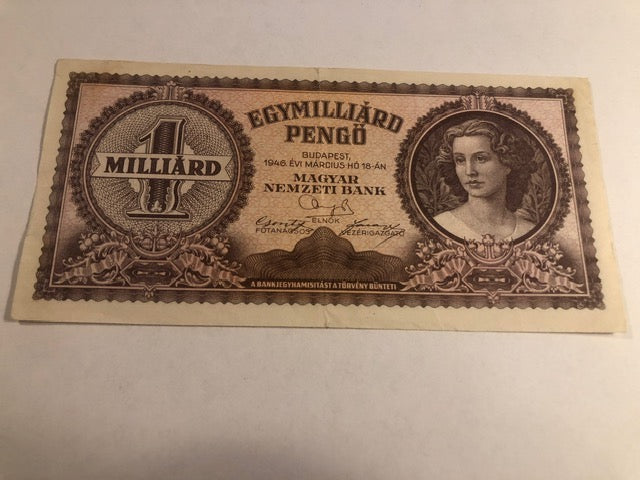 1
MILLIÁRD
EGYMILLIÁRD
PENGŐ
BUDAPEST,
1946. ÉVI MÁRCIUS HÓ 18-ÁN
MAGYAR
NEMZETI BANK
ELNÖK
FŐTANÁCSOS VEZÉRIGAZGATÓ
A BANKJEGYHAMISÍTÁST A TÖRVÉNY BÜNTETI